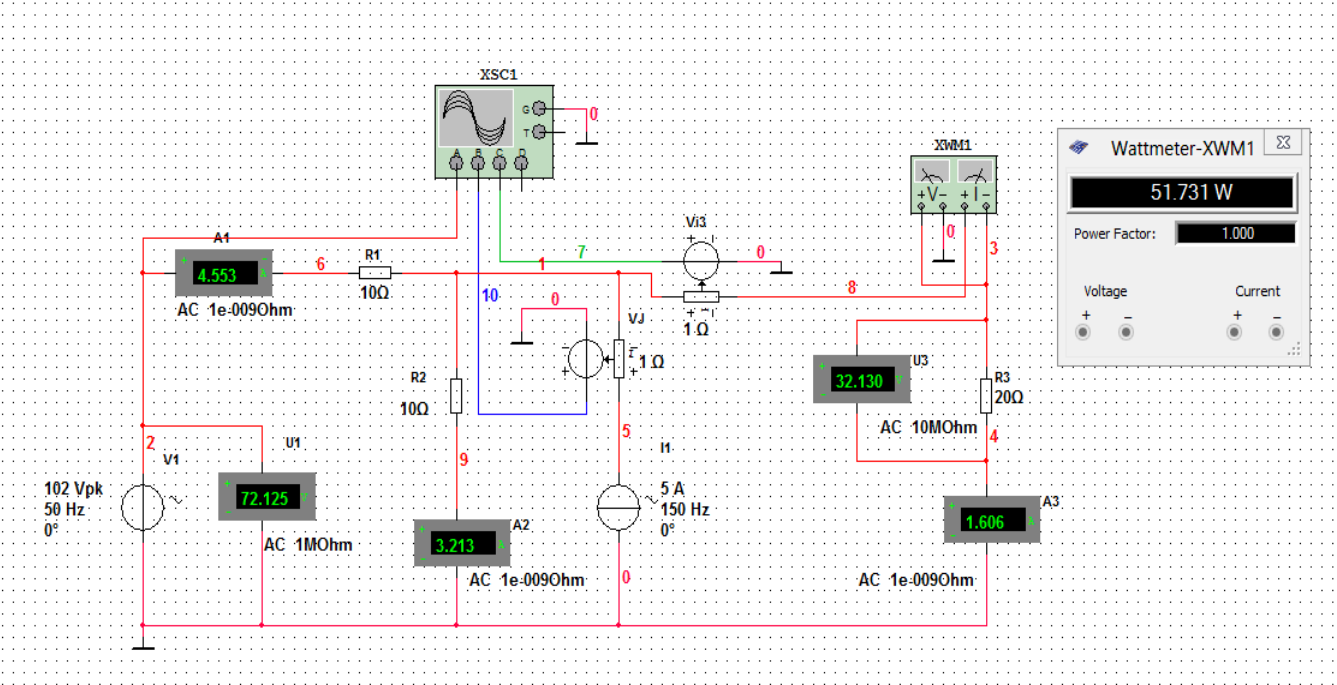 XSC1
G
T
A B C D
0
XWM1
+V- +I-
0
3
Wattmeter-XWM1
51.731 W
Power Factor: 1.000
Voltage Current
+ - + -
A1
4.553 A
AC 1e-009Ohm
6
R1
10Ω
1
7
Vi3
+ -
0
+ I -
1 Ω
8
10
0
VJ
- +
I
- +
1 Ω
R2
10Ω
5
9
U3
32.130 V
AC 10MOhm
R3
20Ω
4
2
V1
102 Vpk
50 Hz
0°
U1
72.125 V
AC 1MOhm
A2
3.213 A
AC 1e-009Ohm
I1
5 A
150 Hz
0°
0
A3
1.606 A
AC 1e-009Ohm